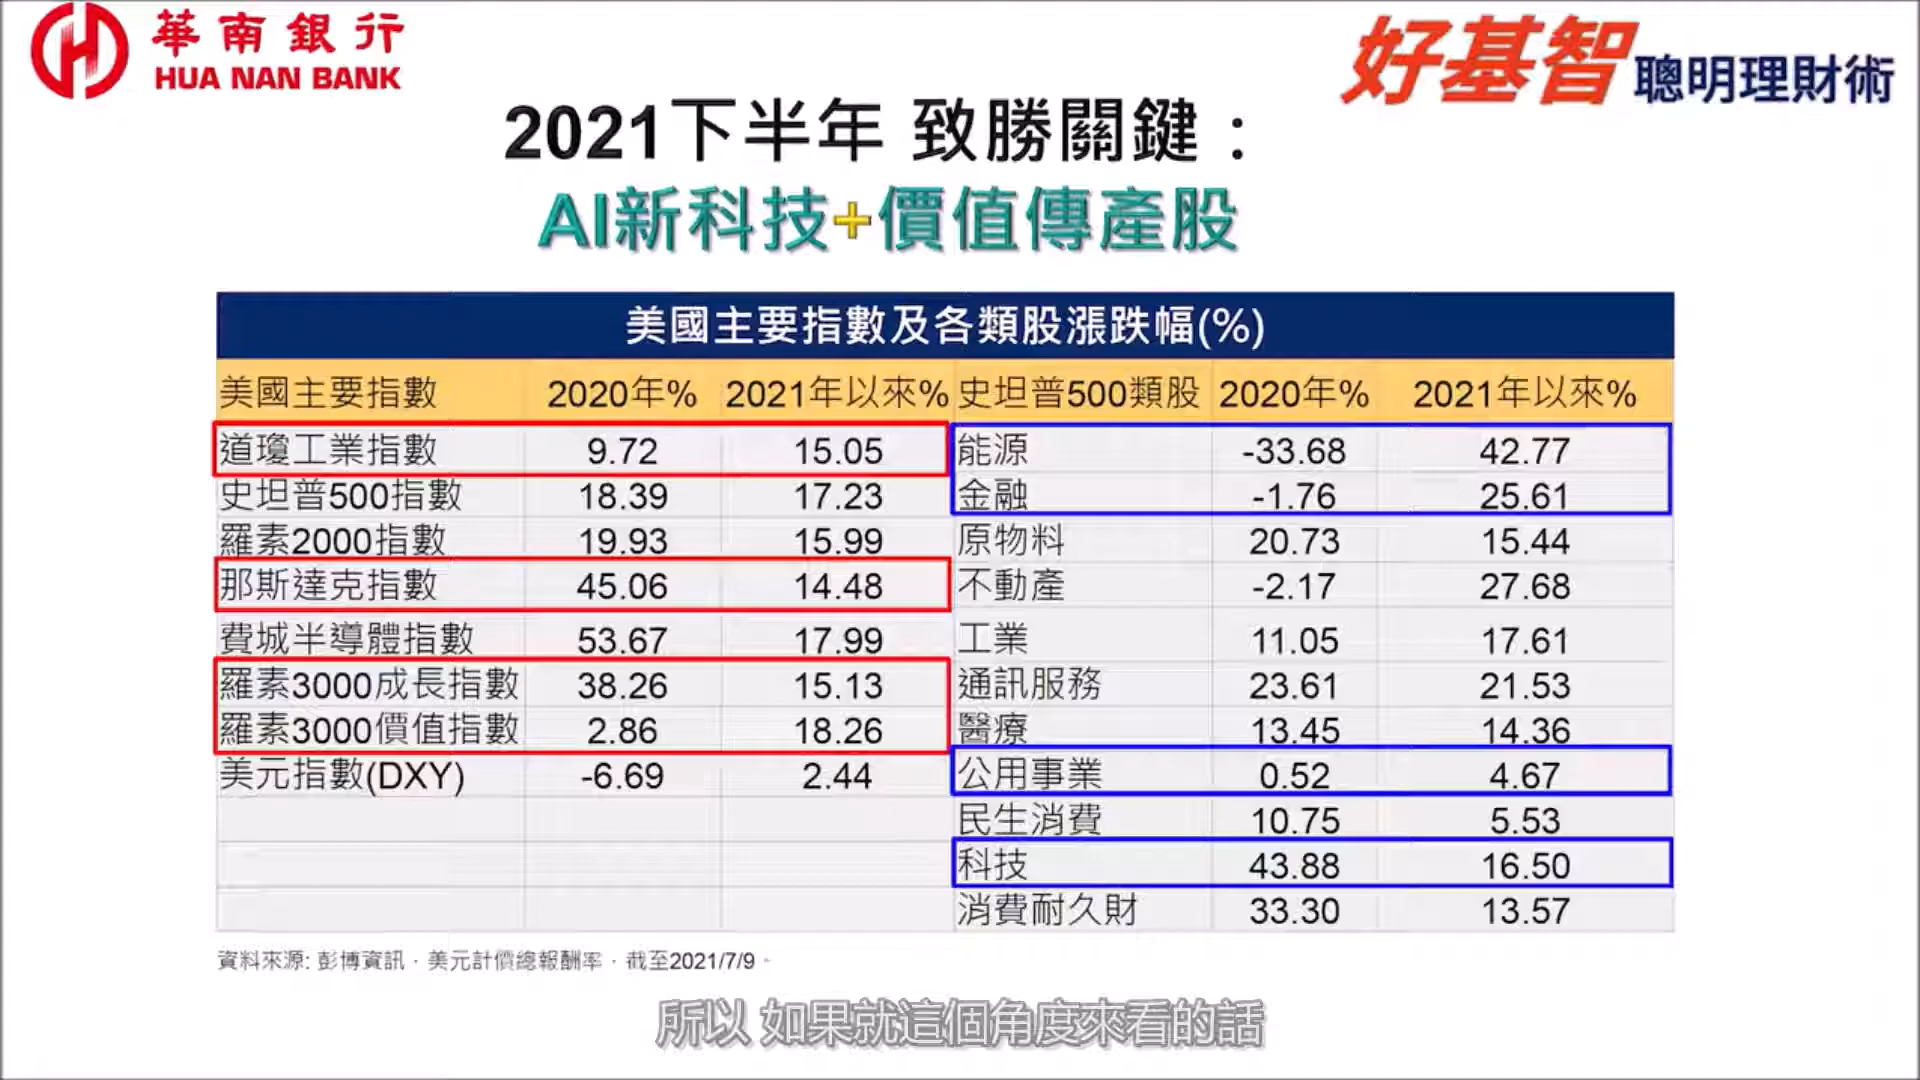 華南銀行
HUA NAN BANK
好基智 聰明理財術
2021下半年 致勝關鍵：
AI新科技+價值傳產股
美國主要指數及各類股漲跌幅(%)
美國主要指數 2020年% 2021年以來% 史坦普500類股 2020年% 2021年以來%
道瓊工業指數 9.72 15.05 能源 -33.68 42.77
史坦普500指數 18.39 17.23 金融 -1.76 25.61
羅素2000指數 19.93 15.99 原物料 20.73 15.44
那斯達克指數 45.06 14.48 不動產 -2.17 27.68
費城半導體指數 53.67 17.99 工業 11.05 17.61
羅素3000成長指數 38.26 15.13 通訊服務 23.61 21.53
羅素3000價值指數 2.86 18.26 醫療 13.45 14.36
美元指數(DXY) -6.69 2.44 公用事業 0.52 4.67
民生消費 10.75 5.53
科技 43.88 16.50
消費耐久財 33.30 13.57
資料來源: 彭博資訊．美元計價總報酬率．截至2021/7/9。
所以 如果就這個角度來看的話